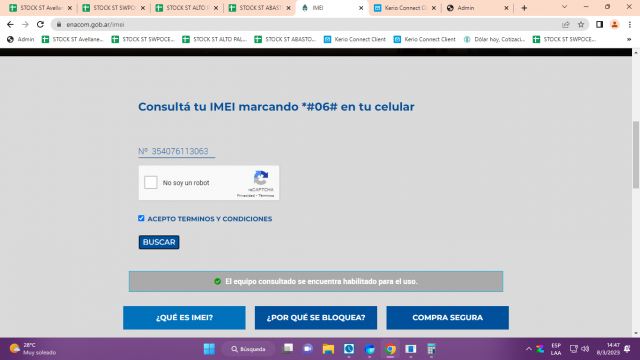 STOCK ST Avellan
STOCK ST SWPOC
STOCK ST ALTO P
STOCK ST ABAST
IMEI
Kerio Connect Cl
Admin
enacom.gob.ar/imei
Admin
STOCK ST Avellane...
STOCK ST SWPOCE...
STOCK ST ALTO PAL...
STOCK ST ABASTO...
Kerio Connect Client
Kerio Connect Client
Dólar hoy, Cotizaci...
STOCK ST SWPOCE...
Consultá tu IMEI marcando *#06# en tu celular
Nº 354076113063
No soy un robot
reCAPTCHA
Privacidad - Términos
ACEPTO TERMINOS Y CONDICIONES
BUSCAR
El equipo consultado se encuentra habilitado para el uso.
¿QUÉ ES IMEI?
¿POR QUÉ SE BLOQUEA?
COMPRA SEGURA
28°C
Muy soleado
Búsqueda
ESP
LAA
14:47
8/3/2023